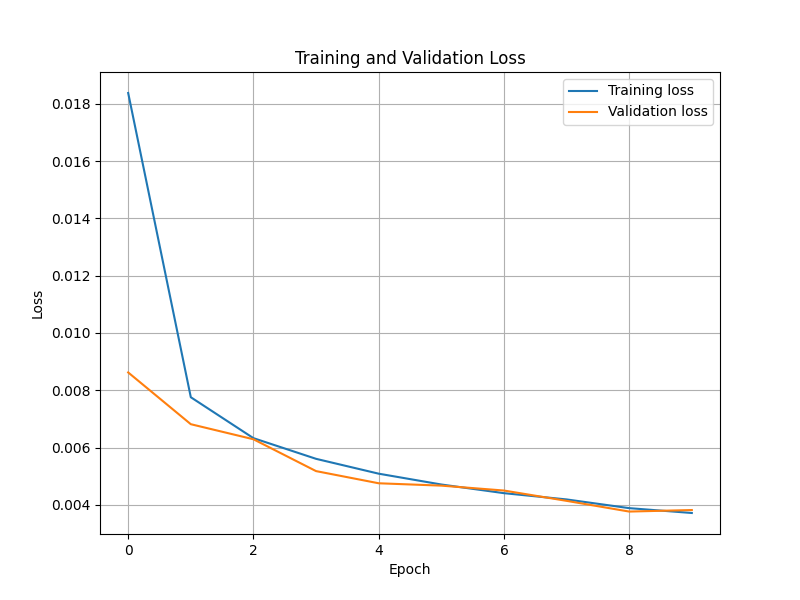 Training and Validation Loss
Training loss
Validation loss
0.018
0.016
0.014
0.012
0.010
0.008
0.006
0.004
Loss
0 2 4 6 8
Epoch